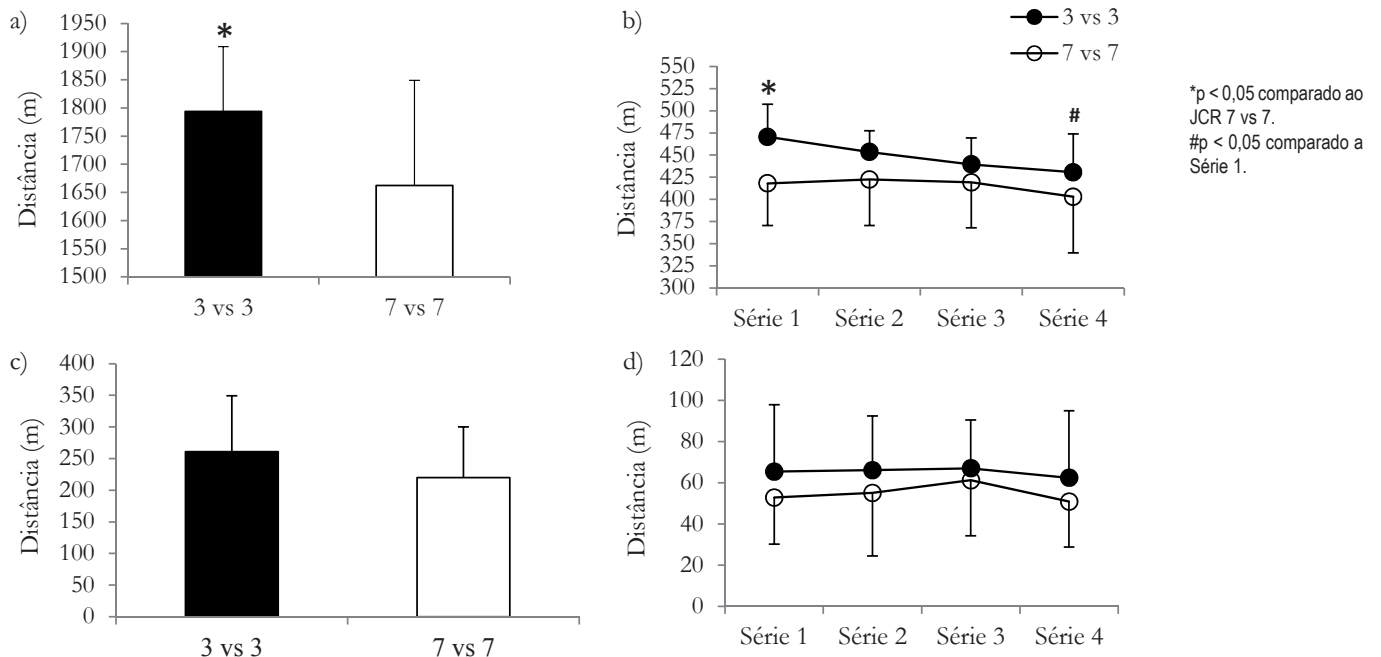 a)
*
Distância (m)
1950
1900
1850
1800
1750
1700
1650
1600
1550
1500
3 vs 3 7 vs 7
b)
3 vs 3
7 vs 7
*
#
Distância (m)
550
525
500
475
450
425
400
375
350
325
300
Série 1 Série 2 Série 3 Série 4
*p < 0,05 comparado ao
JCR 7 vs 7.
#p < 0,05 comparado a
Série 1.
c)
Distância (m)
400
350
300
250
200
150
100
50
0
3 vs 3 7 vs 7
d)
Distância (m)
120
100
80
60
40
20
0
Série 1 Série 2 Série 3 Série 4